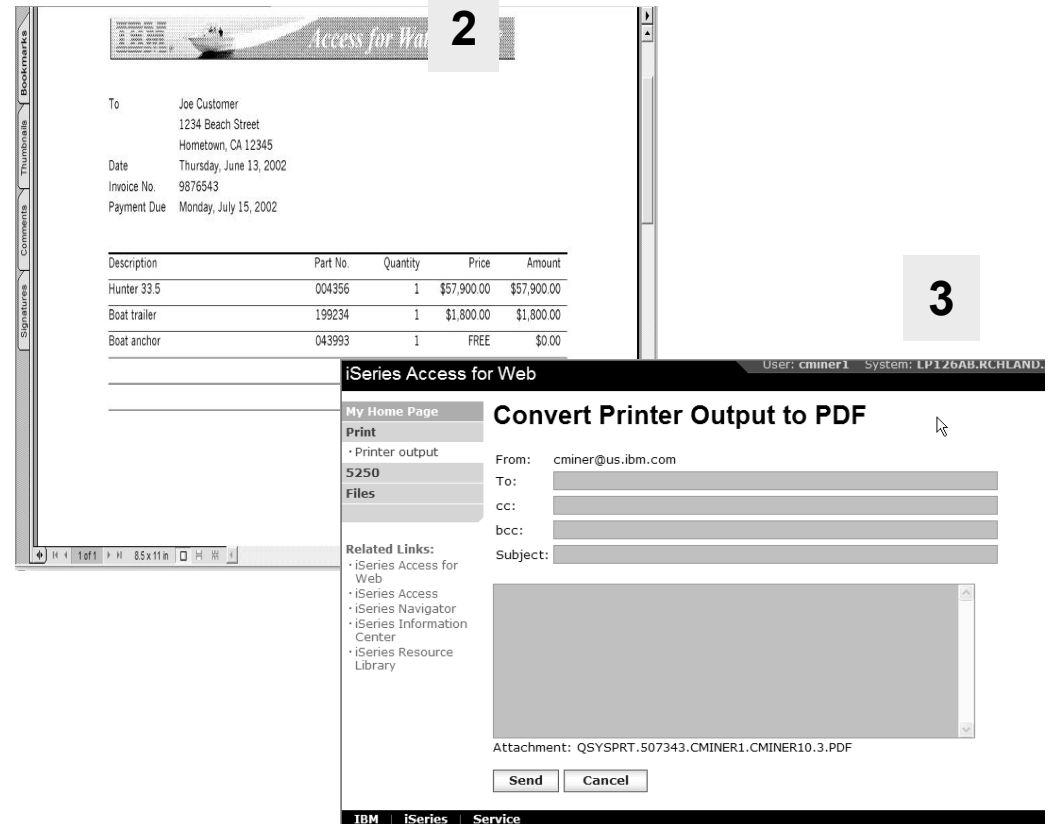 Bookmarks
Thumbnails
Comments
Signatures
IBM
Access for
2
To Joe Customer
1234 Beach Street
Hometown, CA 12345
Date Thursday, June 13, 2002
Invoice No. 9876543
Payment Due Monday, July 15, 2002
Description Part No. Quantity Price Amount
Hunter 33.5 004356 1 $57,900.00 $57,900.00
Boat trailer 199234 1 $1,800.00 $1,800.00
Boat anchor 043993 1 FREE $0.00
1 of 1 8.5 x 11 in
3
iSeries Access for Web
User: cminer1 System: LP126AB.RCHLAND.
My Home Page
Print
· Printer output
5250
Files
Related Links:
· iSeries Access for
Web
· iSeries Access
· iSeries Navigator
· iSeries Information
Center
· iSeries Resource
Library
Convert Printer Output to PDF
From: cminer@us.ibm.com
To:
cc:
bcc:
Subject:
Attachment: QSYSPRT.507343.CMINER1.CMINER10.3.PDF
Send Cancel
IBM | iSeries | Service